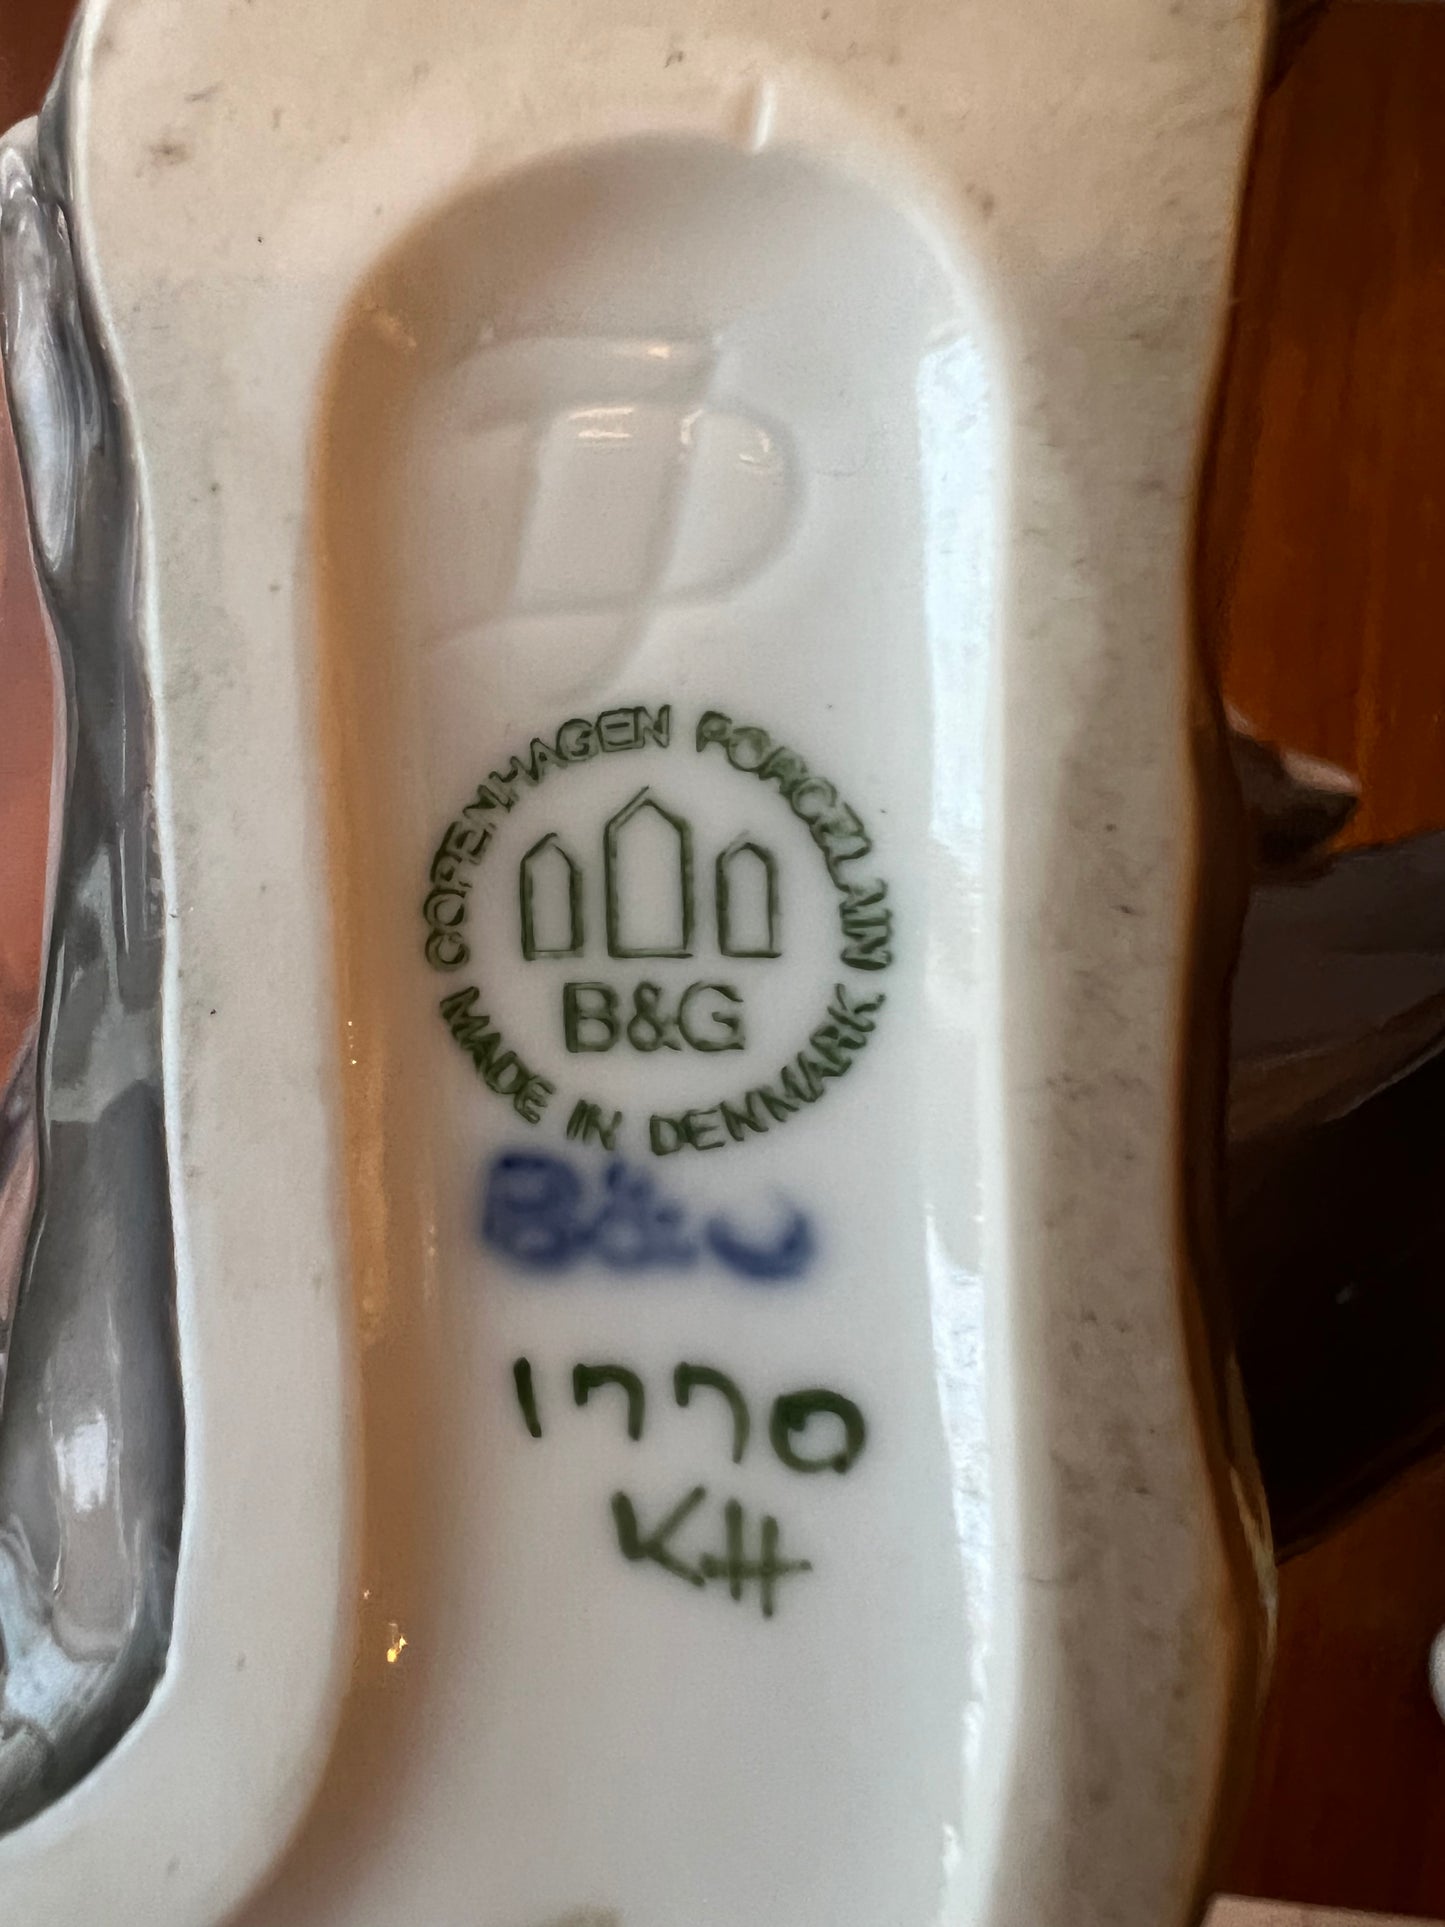 COPENHAGEN PORCELAIN
B&G
MADE IN DENMARK
1770
KH